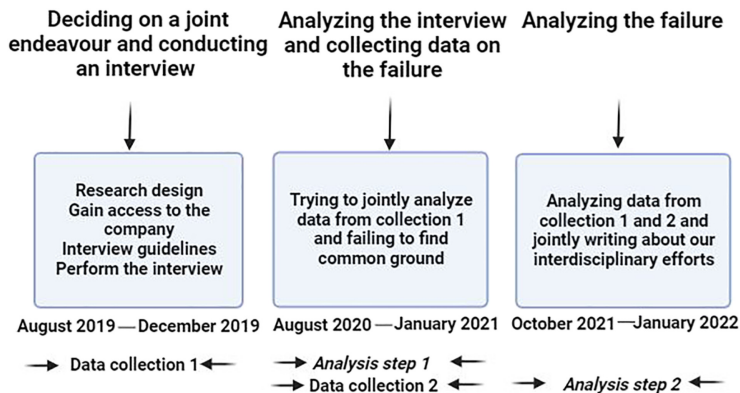 Deciding on a joint
endeavour and conducting
an interview
Analyzing the interview
and collecting data on
the failure
Analyzing the failure
Research design
Gain access to the
company
Interview guidelines
Perform the interview
Trying to jointly analyze
data from collection 1
and failing to find
common ground
Analyzing data from
collection 1 and 2 and
jointly writing about our
interdisciplinary efforts
August 2019—December 2019
August 2020—January 2021
October 2021—January 2022
Data collection 1
Analysis step 1
Data collection 2
Analysis step 2